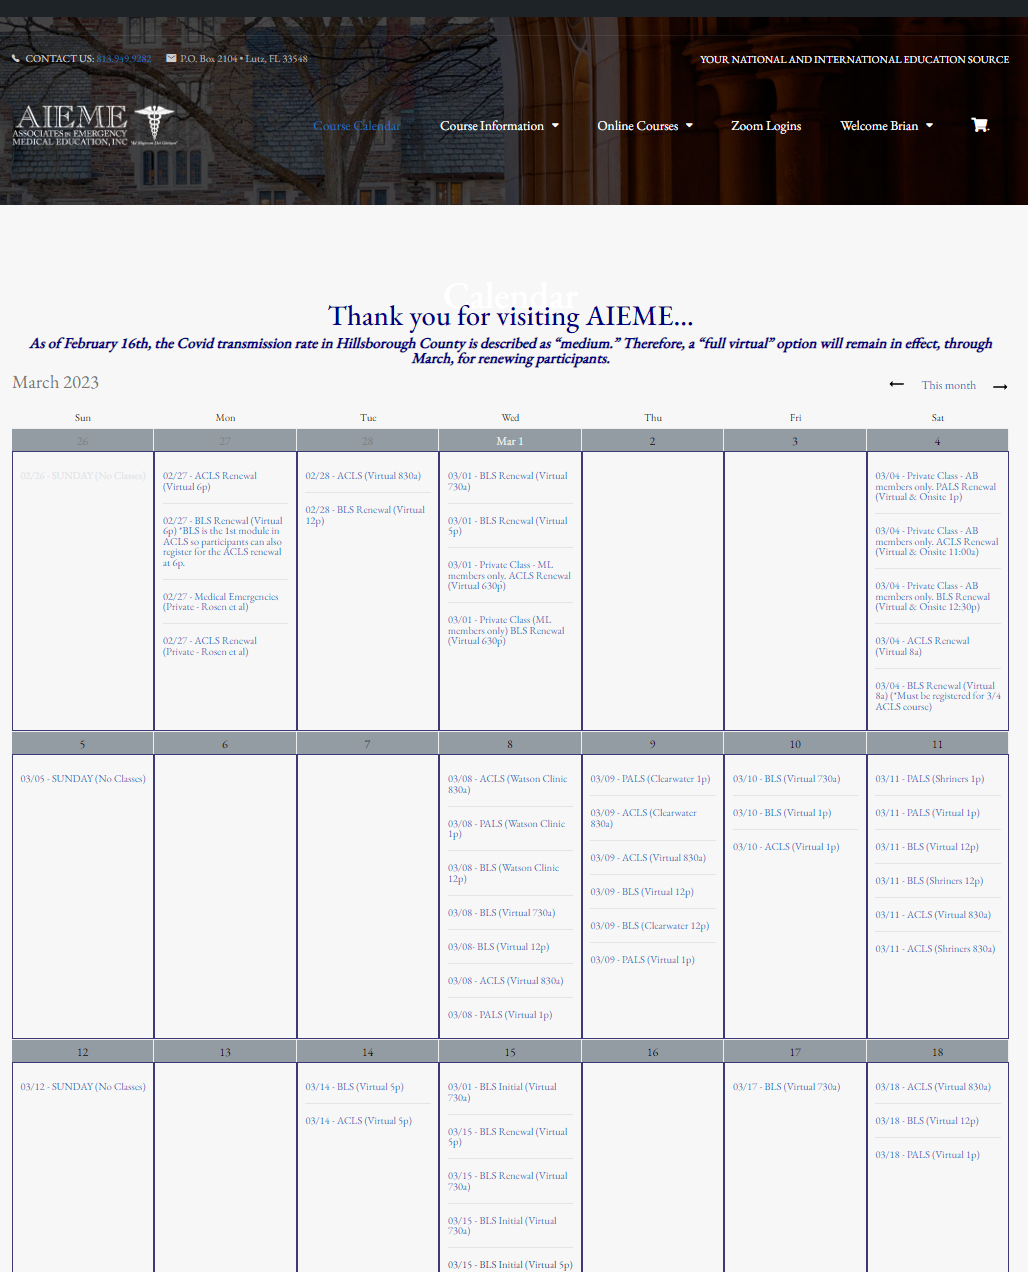 CONTACT US: 813.949.9282 P.O. Box 2104 • Lutz, FL 33548
YOUR NATIONAL AND INTERNATIONAL EDUCATION SOURCE
AIEME
ASSOCIATES IN EMERGENCY
MEDICAL EDUCATION, INC
Course Calendar Course Information Online Courses Zoom Logins Welcome Brian
Calendar
Thank you for visiting AIEME...
As of February 16th, the Covid transmission rate in Hillsborough County is described as “medium.” Therefore, a “full virtual” option will remain in effect, through
March, for renewing participants.
March 2023
This month
Sun Mon Tue Wed Thu Fri Sat
26 27 28 Mar 1 2 3 4
02/26 - SUNDAY (No Classes)
02/27 - ACLS Renewal
(Virtual 6p)
02/27 - BLS Renewal (Virtual
6p) *BLS is the 1st module in
ACLS so participants can also
register for the ACLS renewal
at 6p.
02/27 - Medical Emergencies
(Private - Rosen et al)
02/27 - ACLS Renewal
(Private - Rosen et al)
02/28 - ACLS (Virtual 830a)
02/28 - BLS Renewal (Virtual
12p)
03/01 - BLS Renewal (Virtual
730a)
03/01 - BLS Renewal (Virtual
5p)
03/01 - Private Class - ML
members only. ACLS Renewal
(Virtual 630p)
03/01 - Private Class (ML
members only) BLS Renewal
(Virtual 630p)
03/04 - Private Class - AB
members only. PALS Renewal
(Virtual & Onsite 1p)
03/04 - Private Class - AB
members only. ACLS Renewal
(Virtual & Onsite 11:00a)
03/04 - Private Class - AB
members only. BLS Renewal
(Virtual & Onsite 12:30p)
03/04 - ACLS Renewal
(Virtual 8a)
03/04 - BLS Renewal (Virtual
8a) (*Must be registered for 3/4
ACLS course)
5 6 7 8 9 10 11
03/05 - SUNDAY (No Classes)
03/08 - ACLS (Watson Clinic
830a)
03/08 - PALS (Watson Clinic
1p)
03/08 - BLS (Watson Clinic
12p)
03/08 - BLS (Virtual 730a)
03/08- BLS (Virtual 12p)
03/08 - ACLS (Virtual 830a)
03/08 - PALS (Virtual 1p)
03/09 - PALS (Clearwater 1p)
03/09 - ACLS (Clearwater
830a)
03/09 - ACLS (Virtual 830a)
03/09 - BLS (Virtual 12p)
03/09 - BLS (Clearwater 12p)
03/09 - PALS (Virtual 1p)
03/10 - BLS (Virtual 730a)
03/10 - BLS (Virtual 1p)
03/10 - ACLS (Virtual 1p)
03/11 - PALS (Shriners 1p)
03/11 - PALS (Virtual 1p)
03/11 - BLS (Virtual 12p)
03/11 - BLS (Shriners 12p)
03/11 - ACLS (Virtual 830a)
03/11 - ACLS (Shriners 830a)
12 13 14 15 16 17 18
03/12 - SUNDAY (No Classes)
03/14 - BLS (Virtual 5p)
03/14 - ACLS (Virtual 5p)
03/01 - BLS Initial (Virtual
730a)
03/15 - BLS Renewal (Virtual
5p)
03/15 - BLS Renewal (Virtual
730a)
03/15 - BLS Initial (Virtual
730a)
03/15 - BLS Initial (Virtual 5p)
03/17 - BLS (Virtual 730a)
03/18 - ACLS (Virtual 830a)
03/18 - BLS (Virtual 12p)
03/18 - PALS (Virtual 1p)